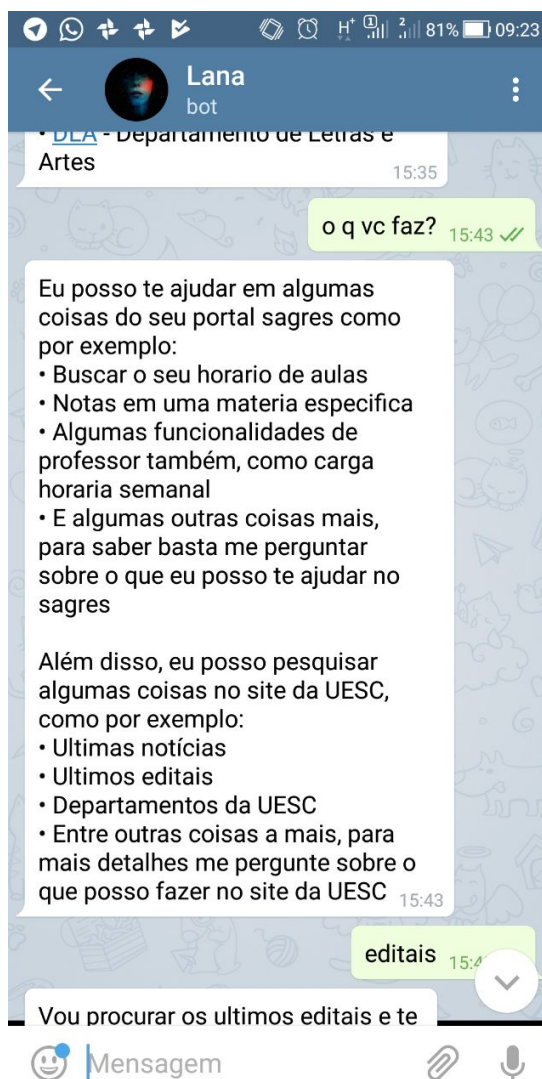 81% 09:23
Lana
bot
• DLA - Departamento de Letras e
Artes
15:35
o q vc faz? 15:43
Eu posso te ajudar em algumas
coisas do seu portal sagres como
por exemplo:
• Buscar o seu horario de aulas
• Notas em uma materia especifica
• Algumas funcionalidades de
professor também, como carga
horaria semanal
• E algumas outras coisas mais,
para saber basta me perguntar
sobre o que eu posso te ajudar no
sagres
Além disso, eu posso pesquisar
algumas coisas no site da UESC,
como por exemplo:
• Ultimas notícias
• Ultimos editais
• Departamentos da UESC
• Entre outras coisas a mais, para
mais detalhes me pergunte sobre o
que posso fazer no site da UESC 15:43
editais
Vou procurar os ultimos editais e te
Mensagem